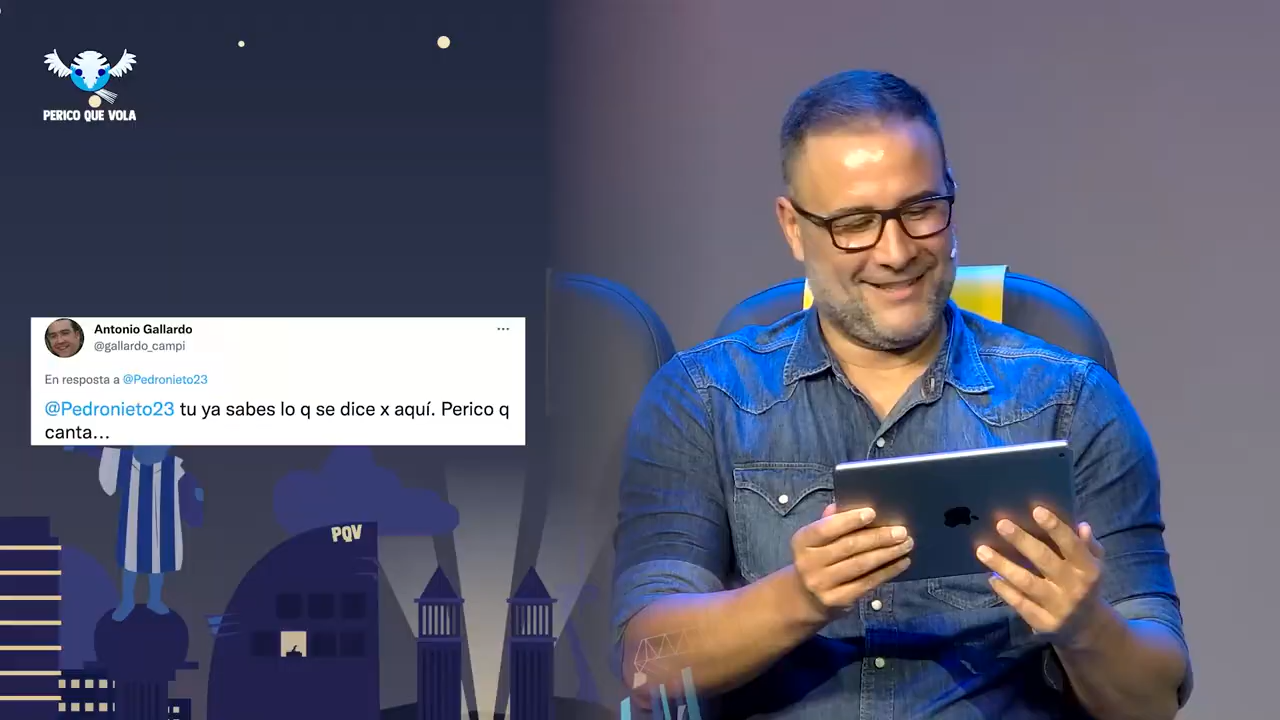 PERICO QUE VOLA
Antonio Gallardo
@gallardo_campi
En resposta a @Pedronieto23
@Pedronieto23 tu ya sabes lo q se dice x aquí. Perico q
canta...
PQV